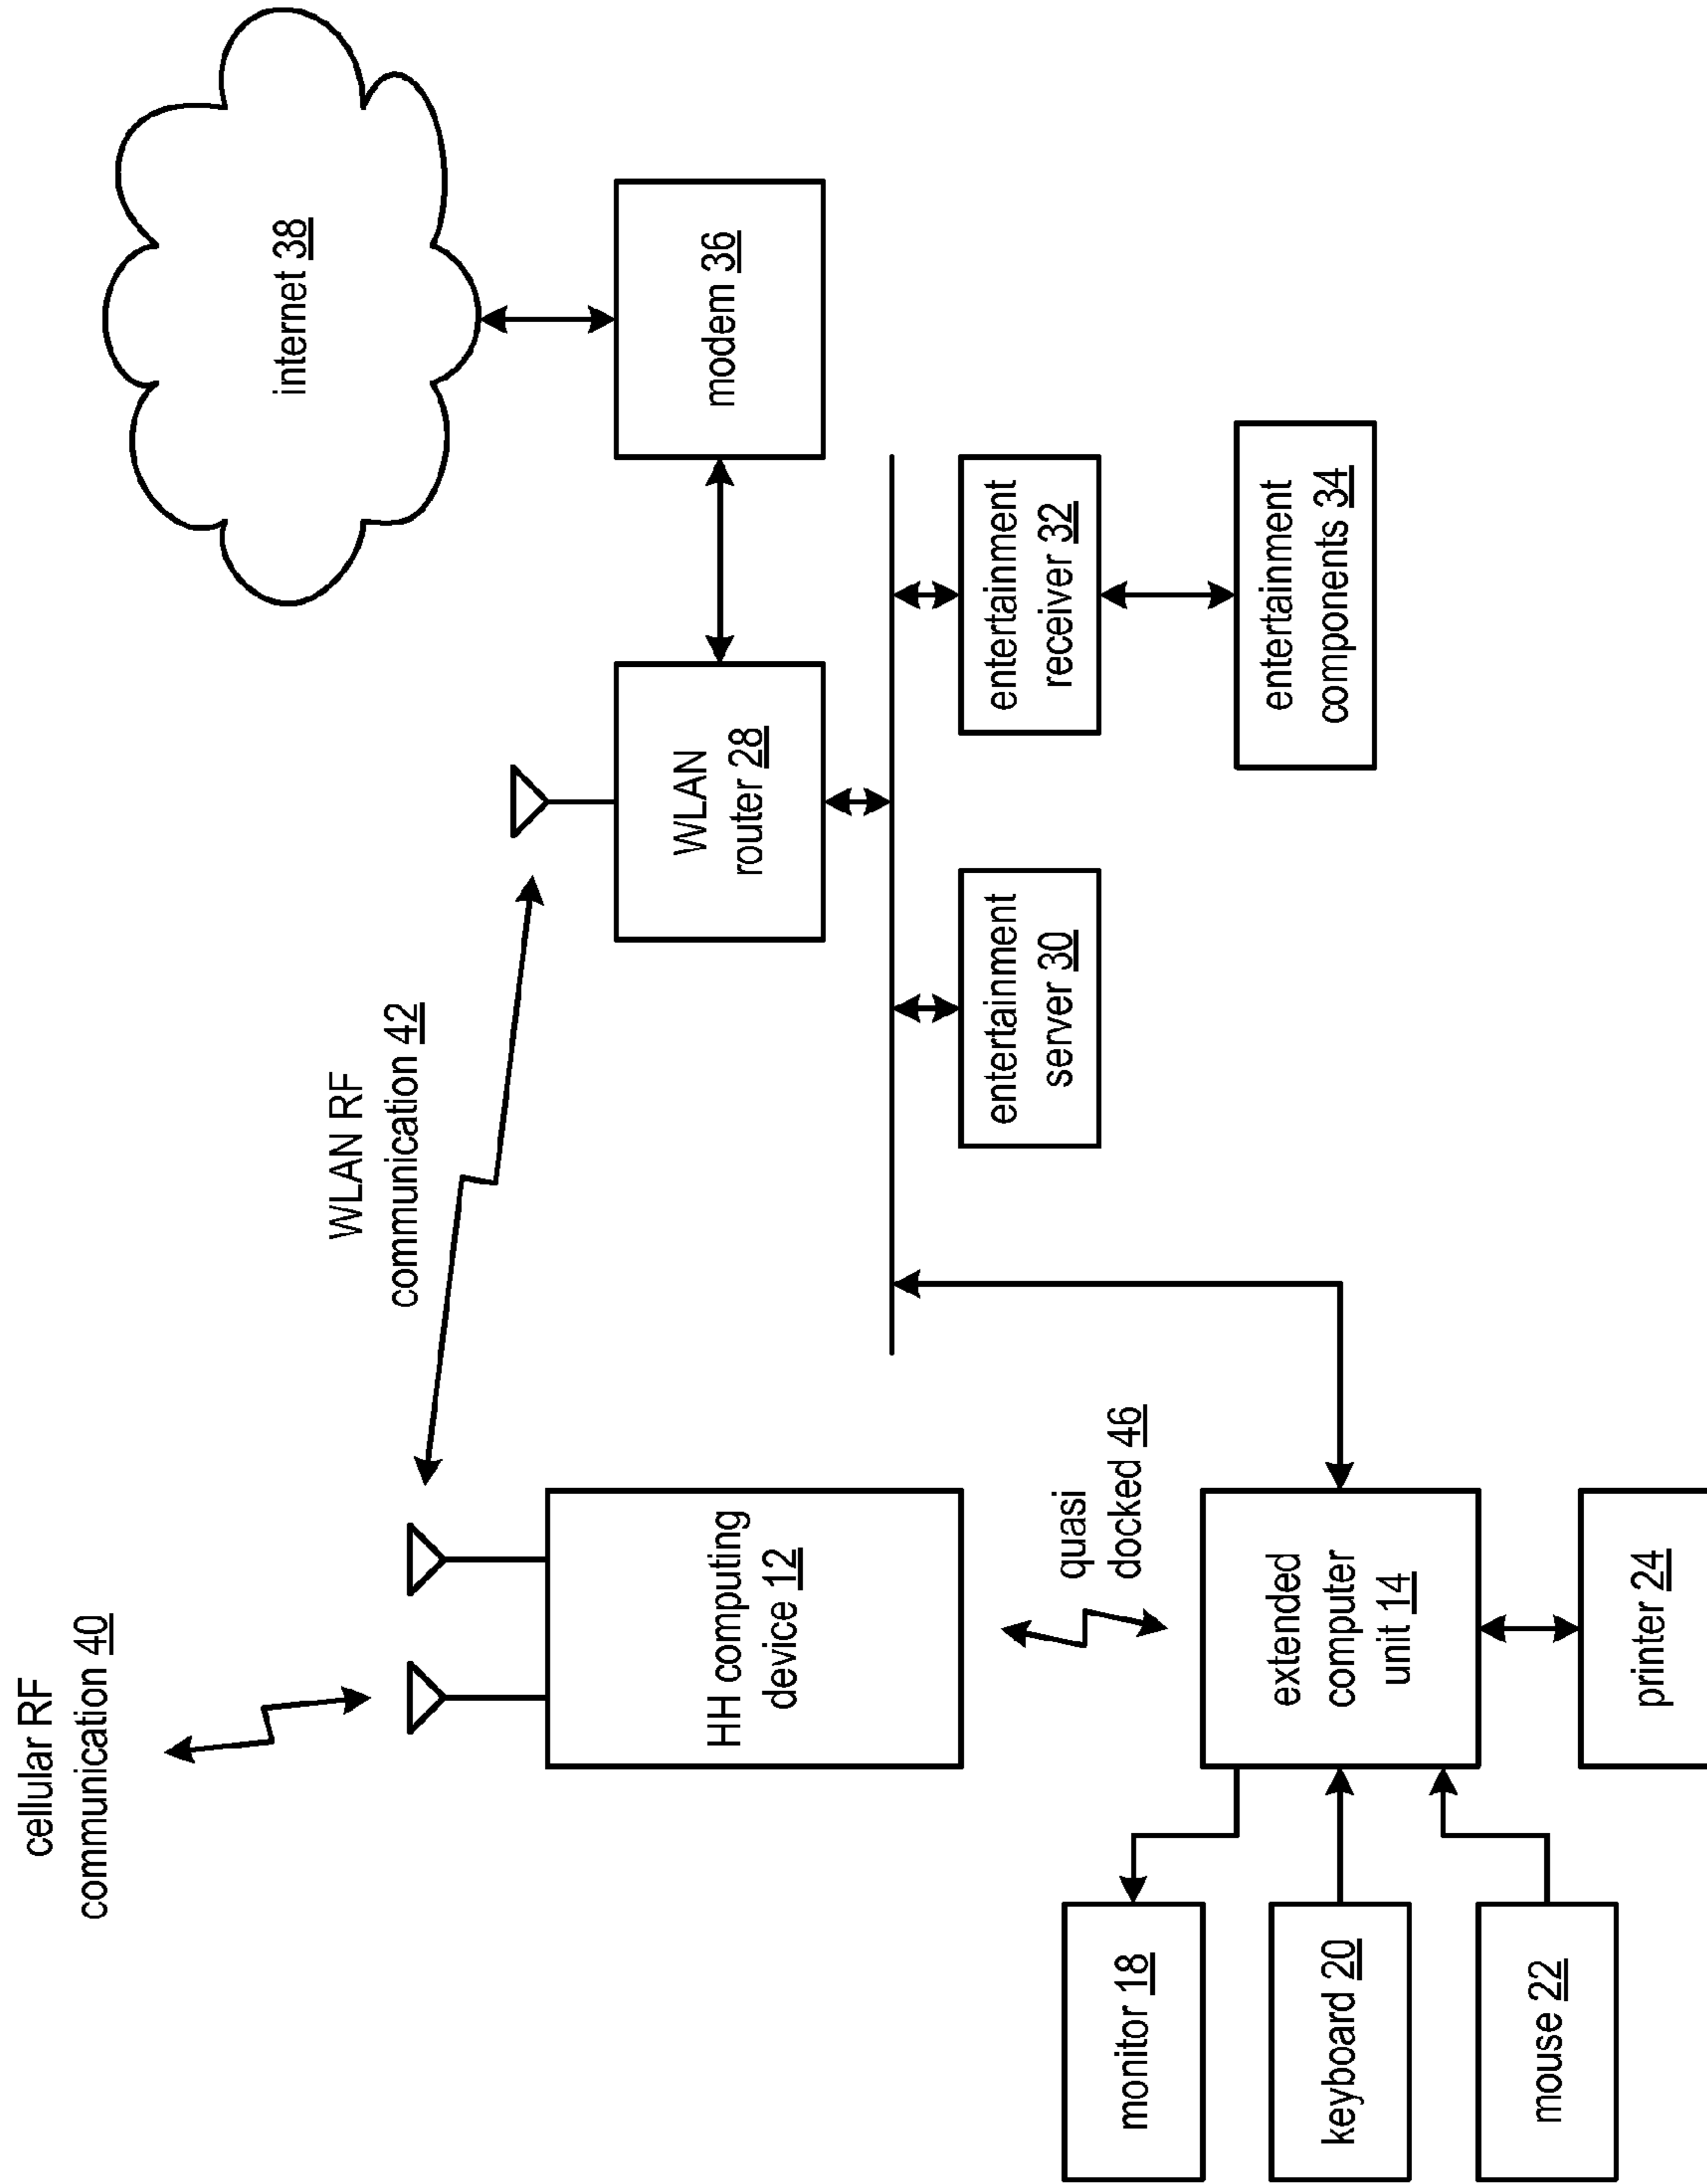 cellular RF
communication 40
WLAN RF
communication 42
internet 38
HH computing
device 12
WLAN
router 28
modem 36
quasi
docked 46
entertainment
server 30
entertainment
receiver 32
monitor 18
keyboard 20
mouse 22
extended
computer
unit 14
entertainment
components 34
printer 24